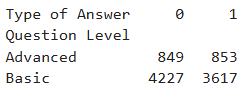 Type of Answer 0 1
Question Level
Advanced 849 853
Basic 4227 3617